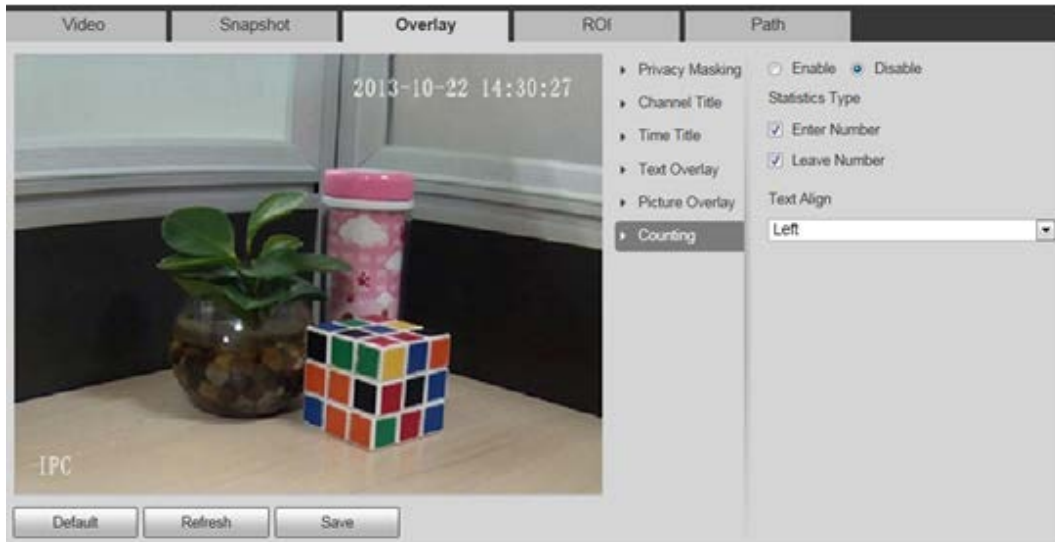 Video Snapshot Overlay ROI Path
2013-10-22 14:30:27
IPC
Privacy Masking
Channel Title
Time Title
Text Overlay
Picture Overlay
Counting
Enable Disable
Statistics Type
Enter Number
Leave Number
Text Align
Left
Default Refresh Save